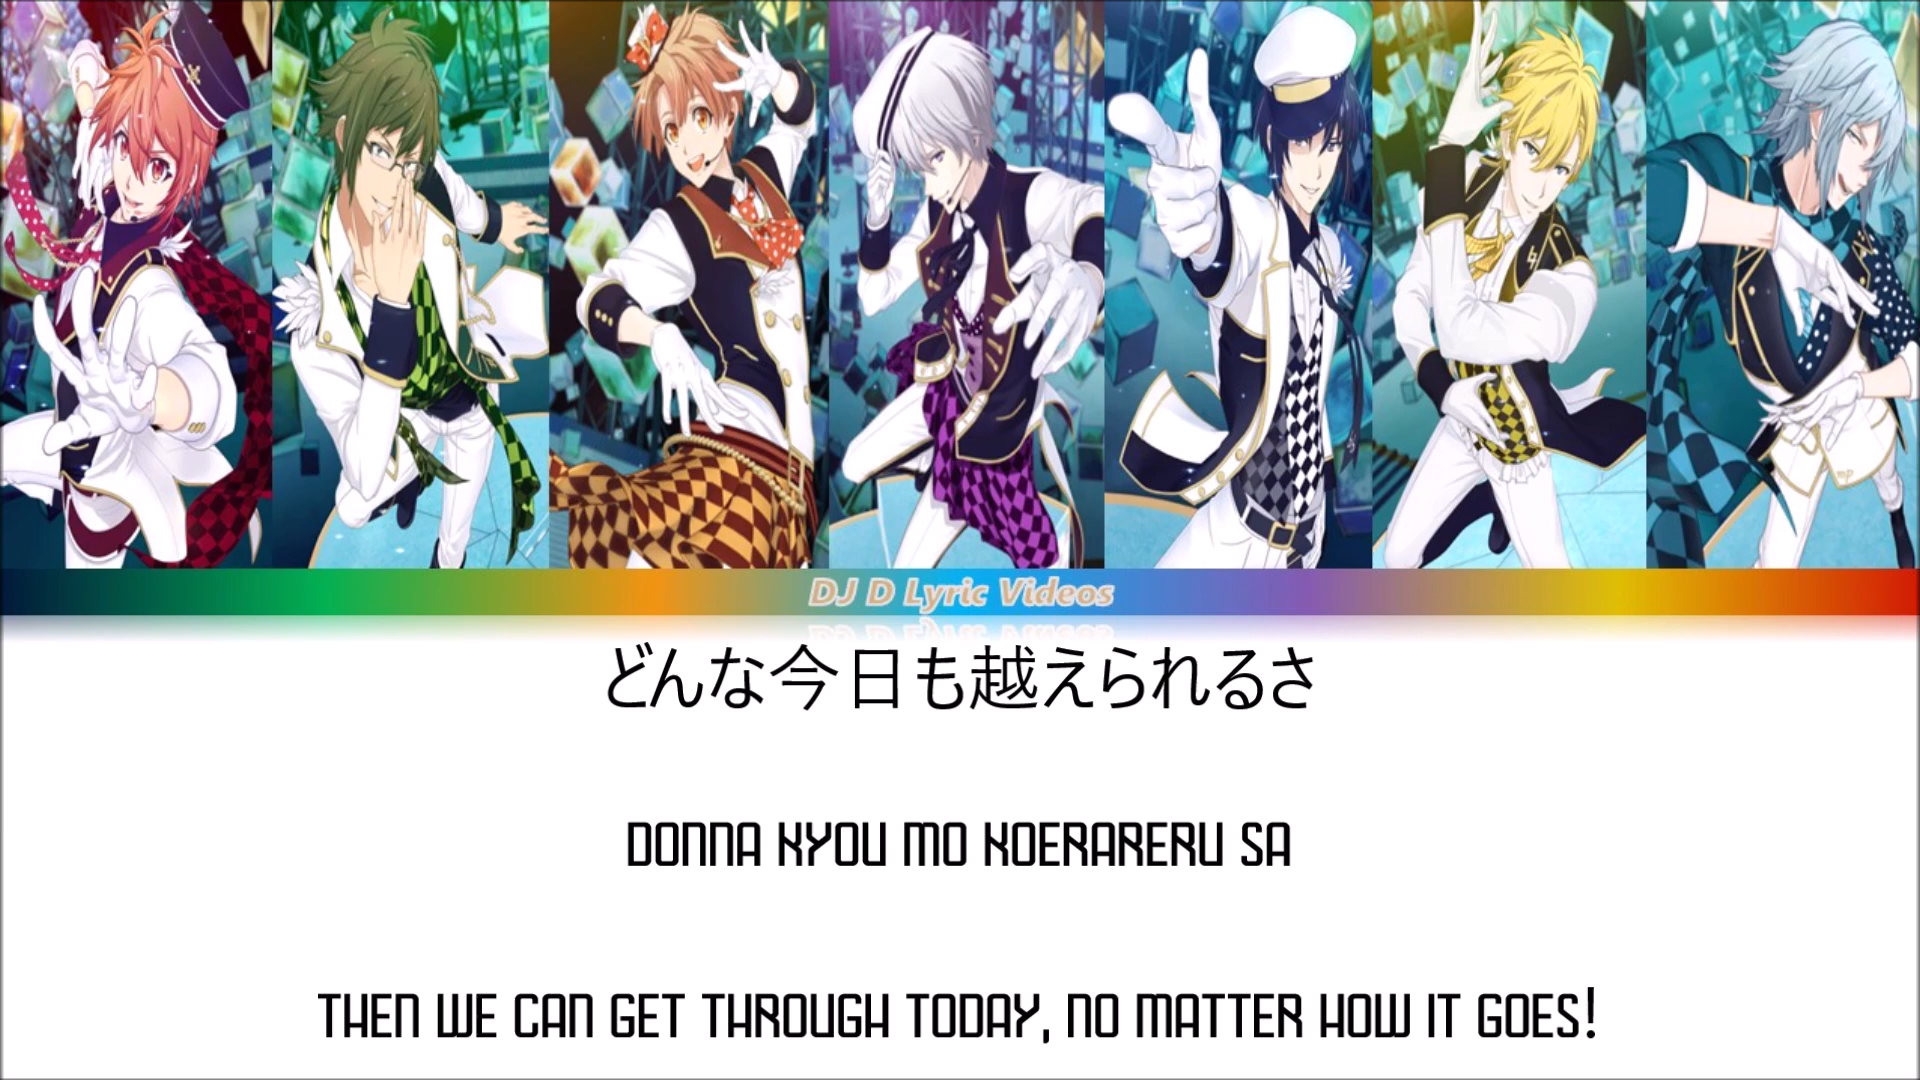 DJ D Lyric Videos
どんな今日も越えられるさ
DONNA KYOU MO KOERARERU SA
THEN WE CAN GET THROUGH TODAY, NO MATTER HOW IT GOES!